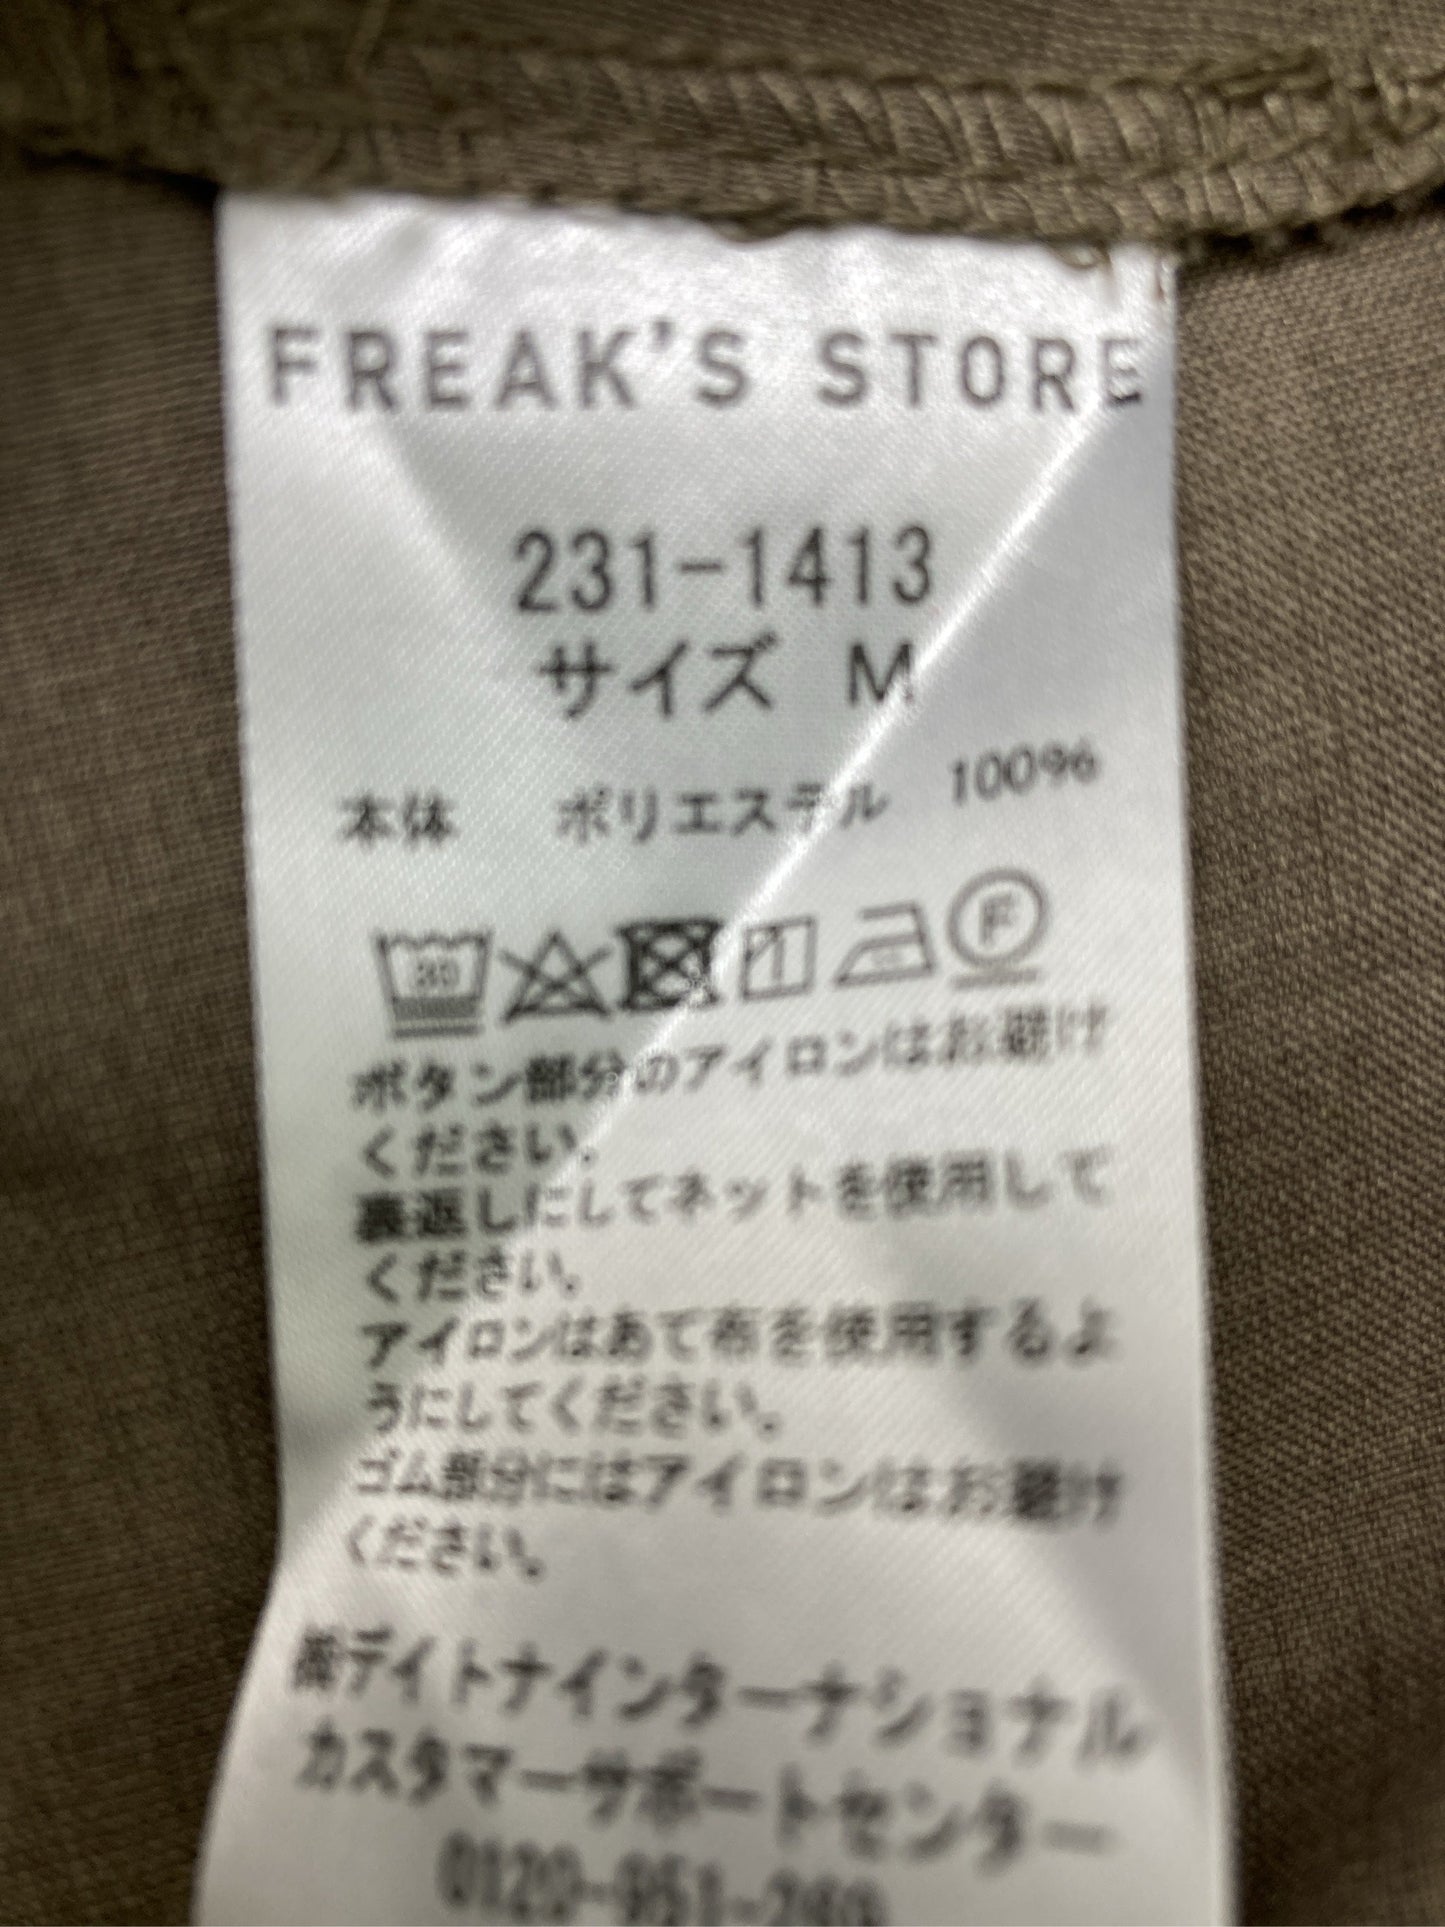 FREAK'S STORE
231-1413
サイズ M
本体 ポリエステル 100%
30 F
ボタン部分のアイロンはお避け
ください。
裏返しにしてネットを使用して
ください。
アイロンはあて布を使用するよ
うにしてください。
ゴム部分にはアイロンはお避け
ください。
㈱デイトナインターナショナル
カスタマーサポートセンター
0120-951-269